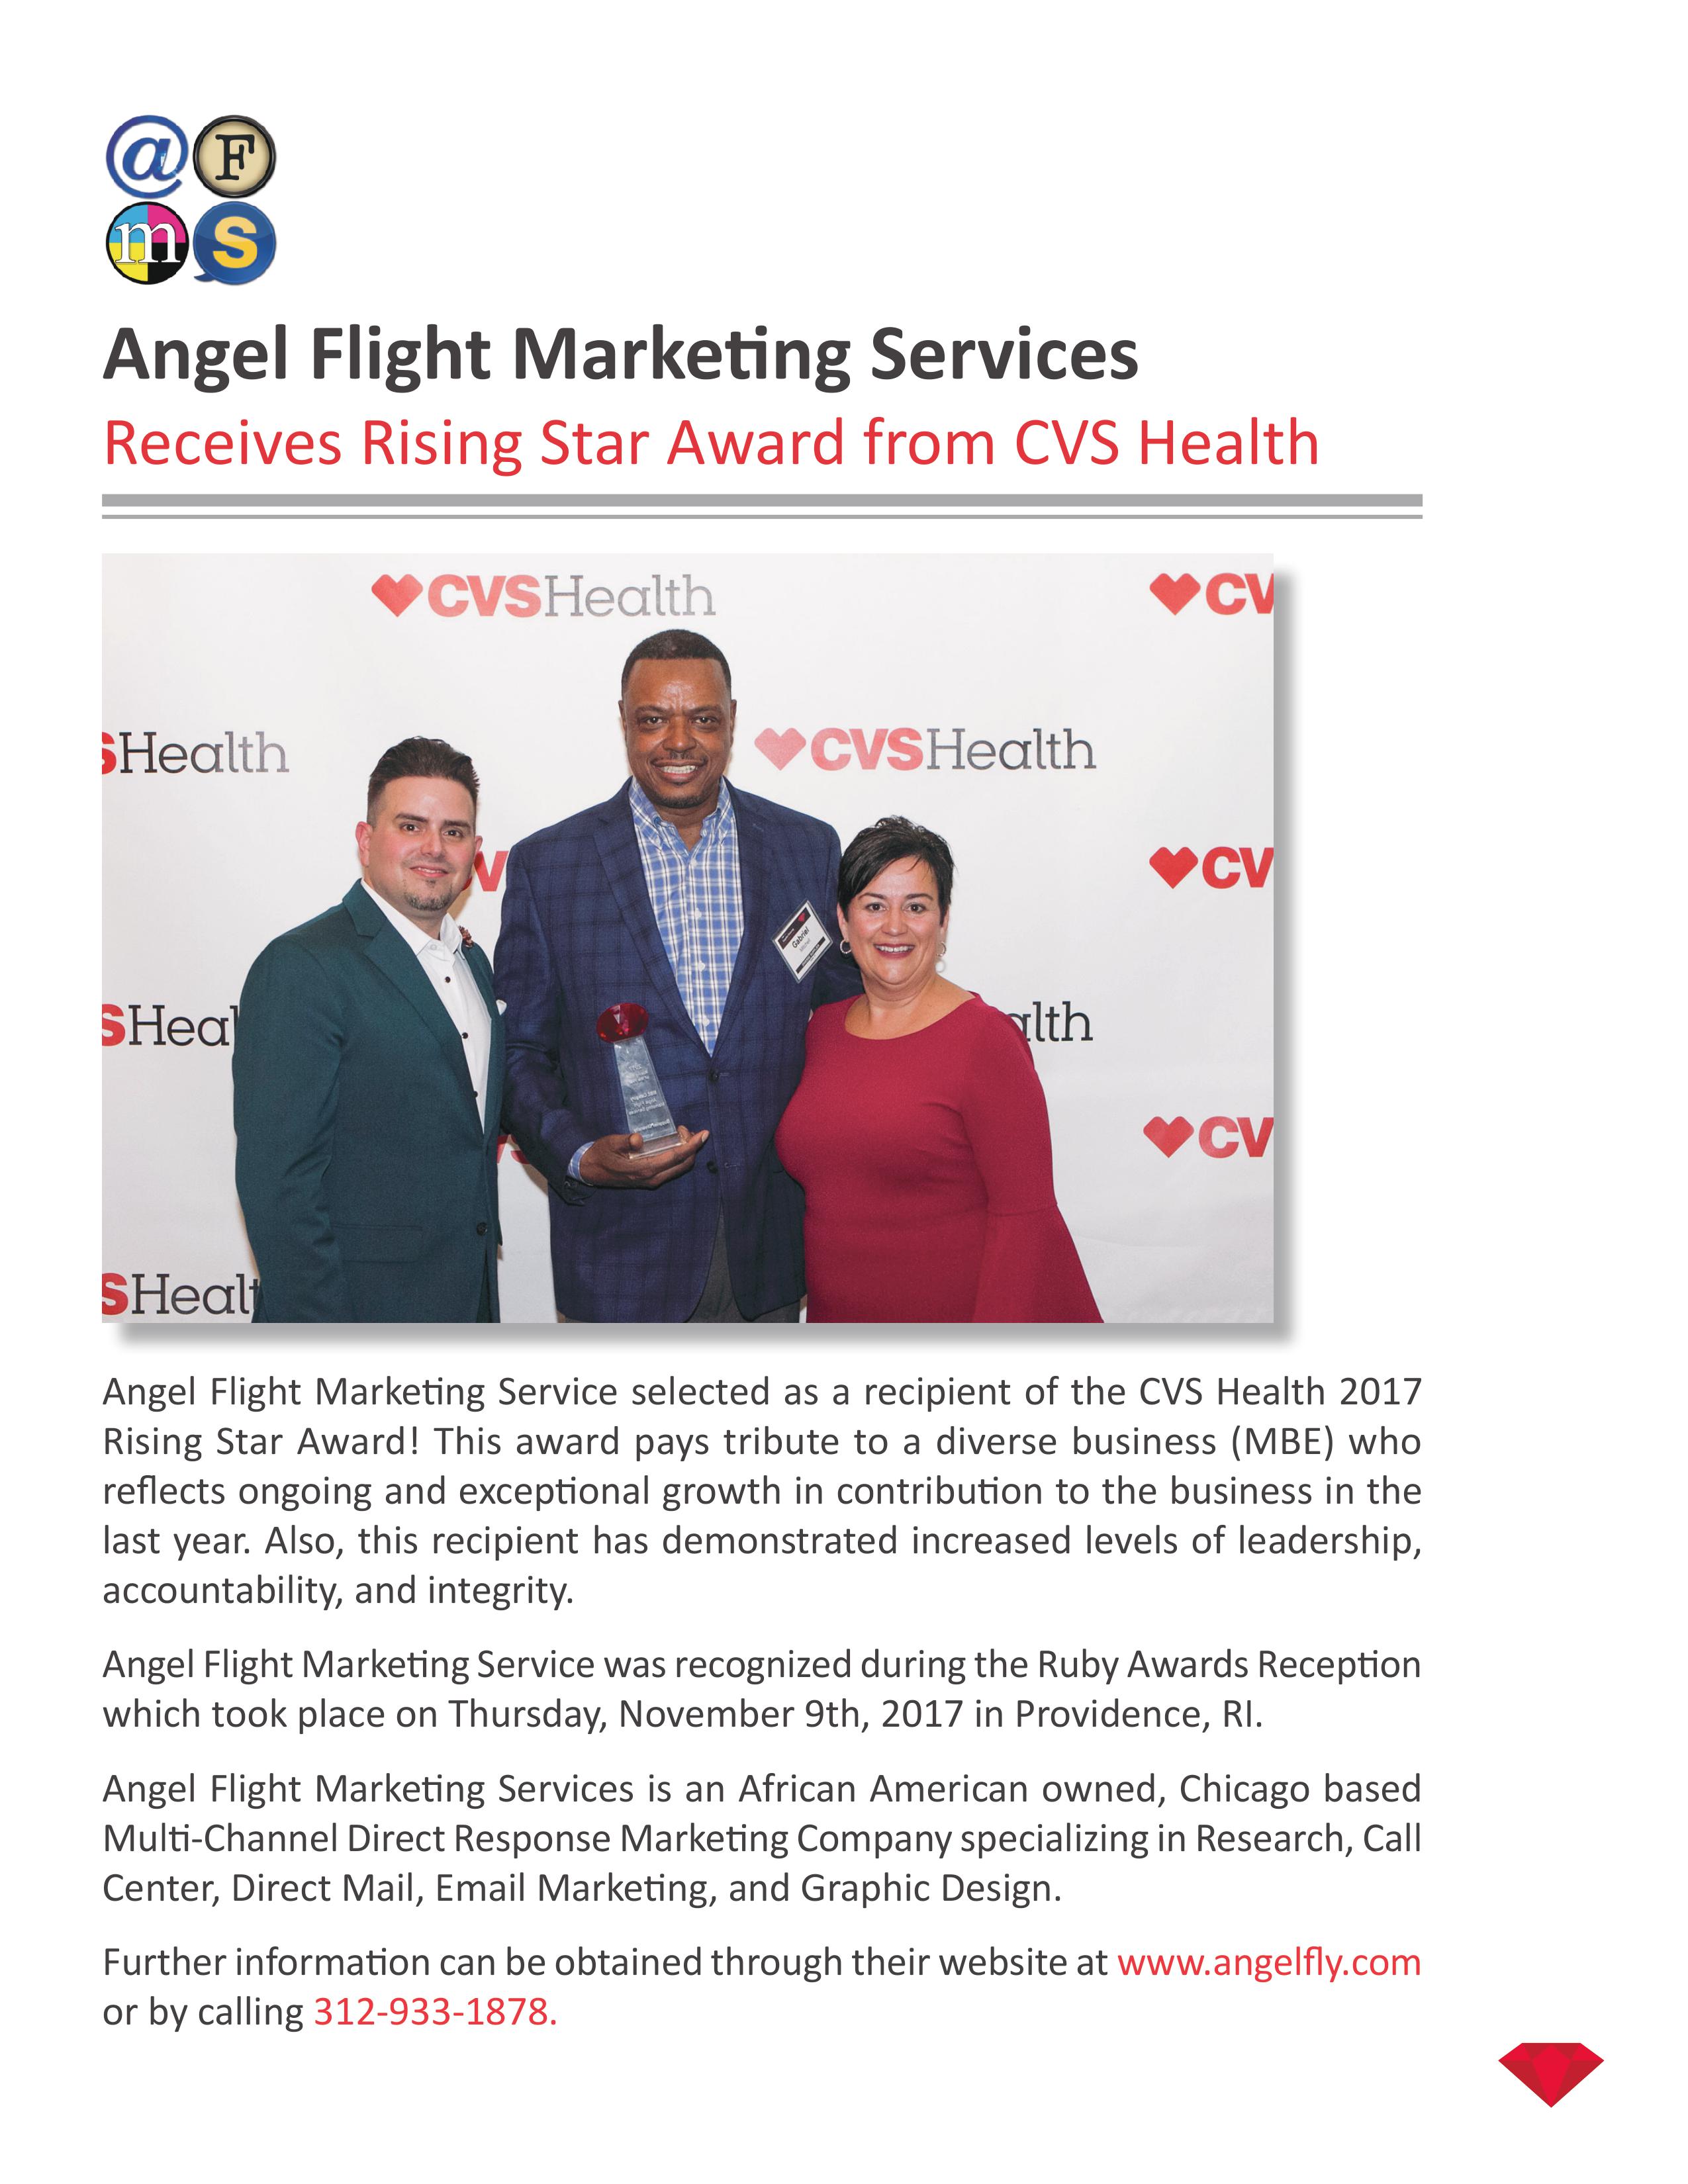 @ F
m S
Angel Flight Marketing Services
Receives Rising Star Award from CVS Health
CVSHealth
CV
SHealth
CVSHealth
V
CV
Gabriel
SHeal
alth
CV
SHealt
Angel Flight Marketing Service selected as a recipient of the CVS Health 2017
Rising Star Award! This award pays tribute to a diverse business (MBE) who
reflects ongoing and exceptional growth in contribution to the business in the
last year. Also, this recipient has demonstrated increased levels of leadership,
accountability, and integrity.
Angel Flight Marketing Service was recognized during the Ruby Awards Reception
which took place on Thursday, November 9th, 2017 in Providence, RI.
Angel Flight Marketing Services is an African American owned, Chicago based
Multi-Channel Direct Response Marketing Company specializing in Research, Call
Center, Direct Mail, Email Marketing, and Graphic Design.
Further information can be obtained through their website at www.angelfly.com
or by calling 312-933-1878.